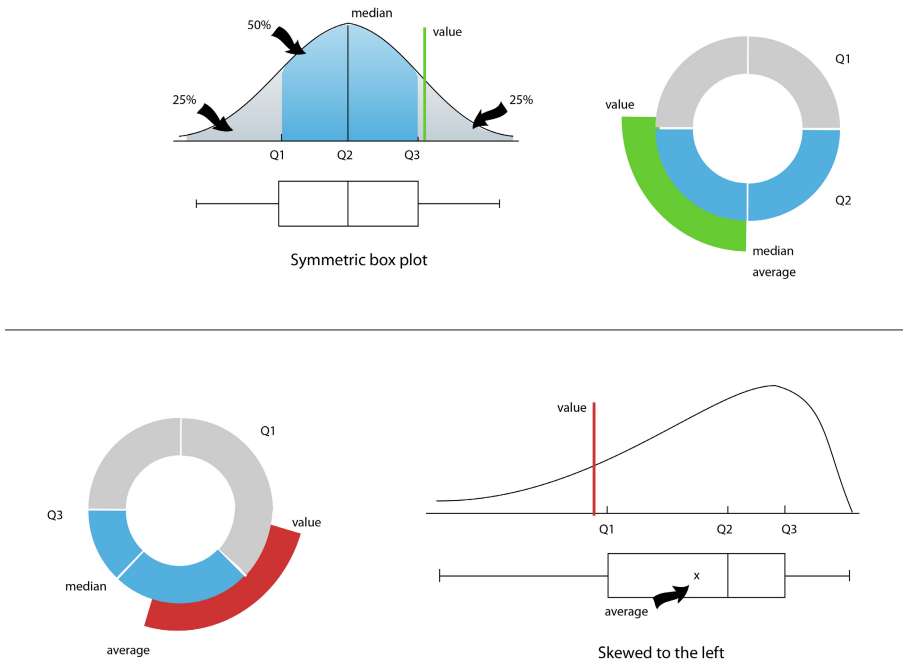 50%
median
value
25%
25%
Q1
Q2
Q3
Symmetric box plot
Q1
value
Q2
median
average
Q1
Q3
value
median
average
value
Q1
Q2
Q3
x
average
Skewed to the left